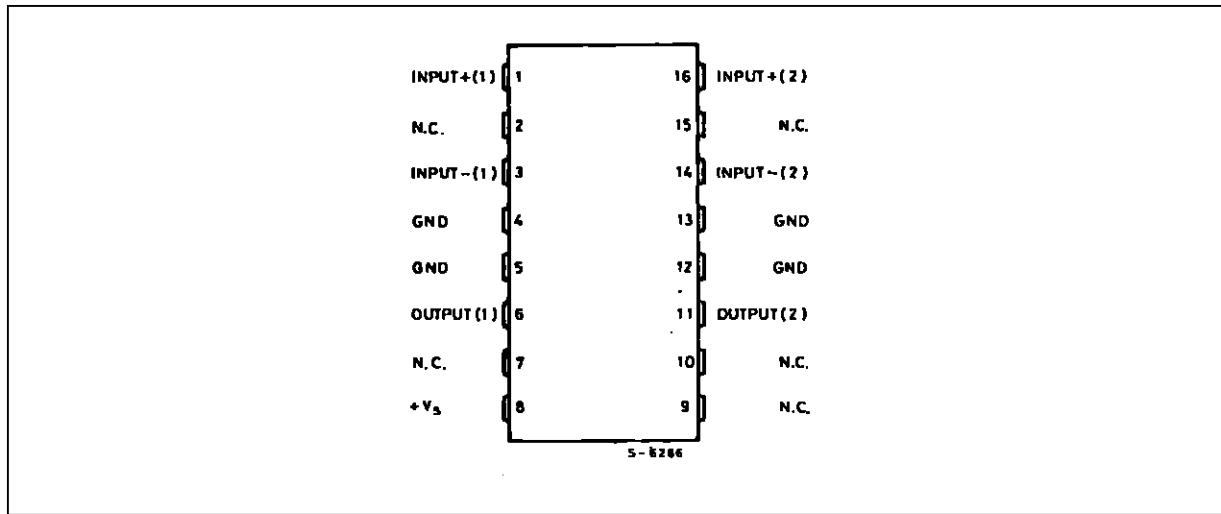 INPUT+(1) 1 16 INPUT+(2)
N.C. 2 15 N.C.
INPUT-(1) 3 14 INPUT-(2)
GND 4 13 GND
GND 5 12 GND
OUTPUT(1) 6 11 OUTPUT(2)
N.C. 7 10 N.C.
+Vs 8 9 N.C.
S-6266